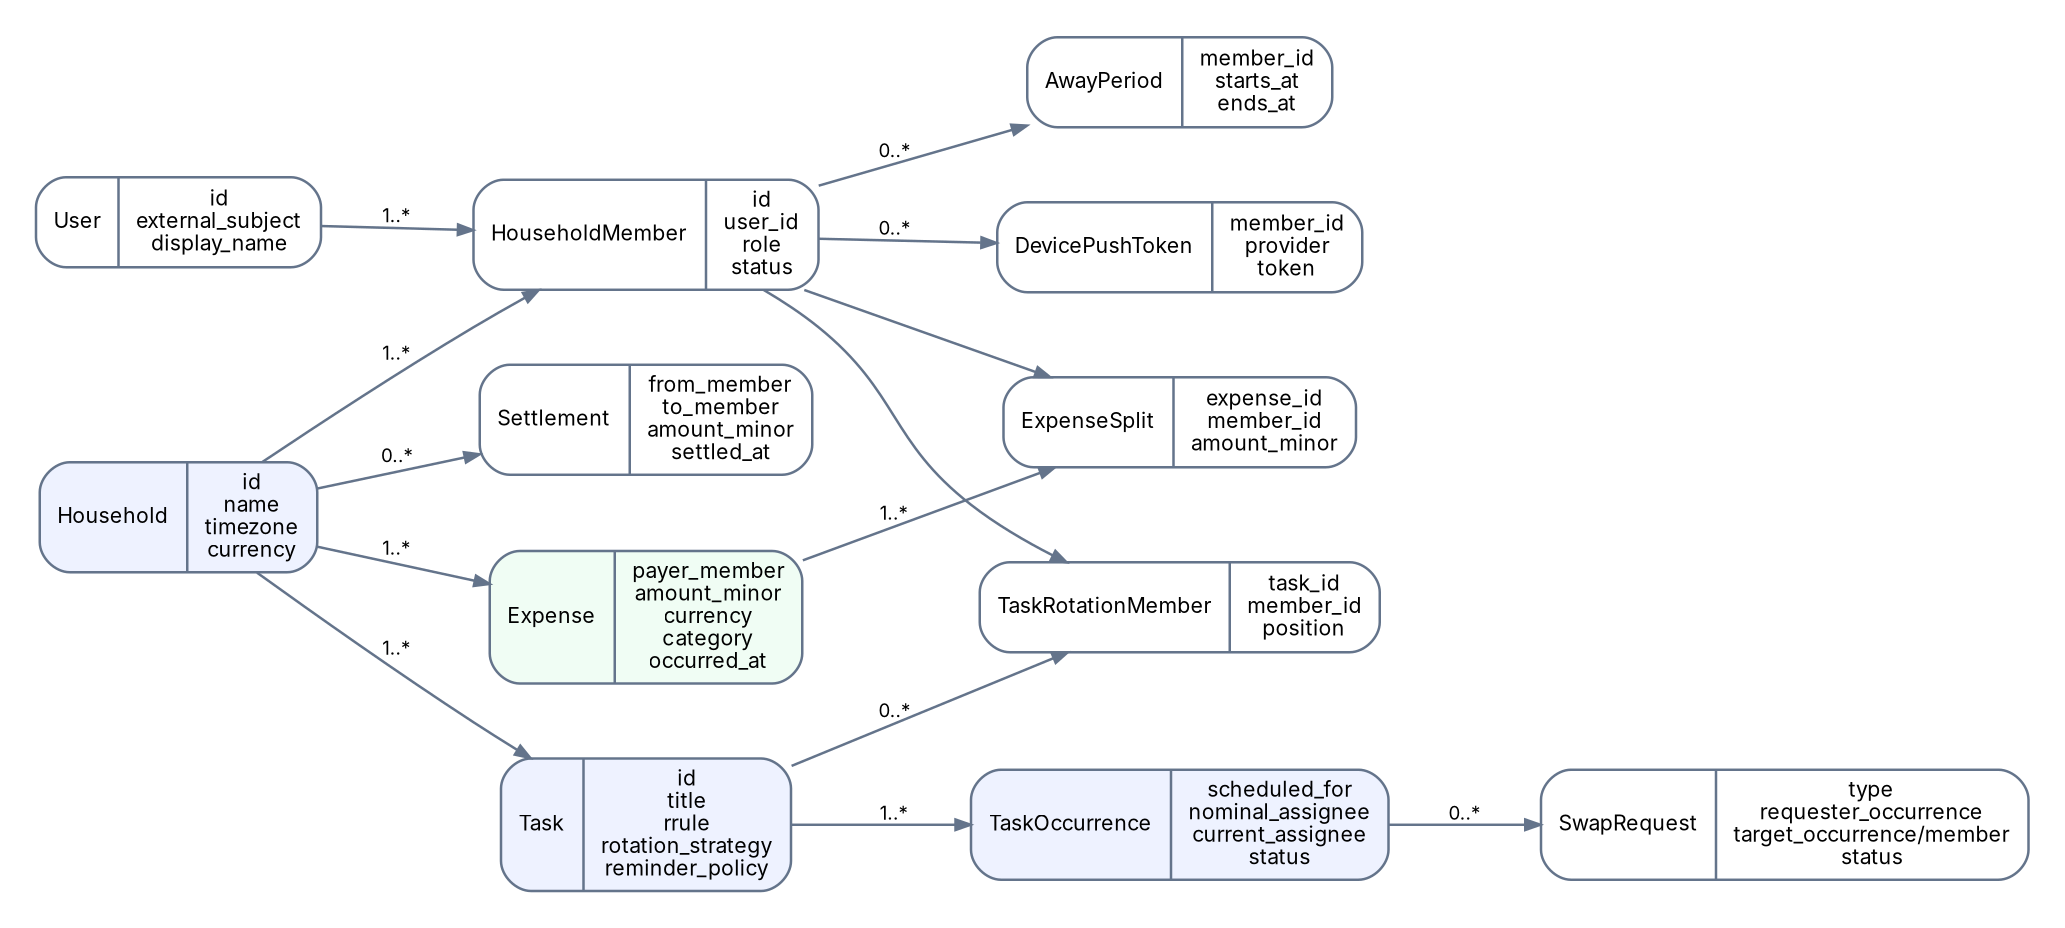 AwayPeriod
member_id
starts_at
ends_at
0..*
User
id
external_subject
display_name
1..*
HouseholdMember
id
user_id
role
status
0..*
DevicePushToken
member_id
provider
token
1..*
Settlement
from_member
to_member
amount_minor
settled_at
ExpenseSplit
expense_id
member_id
amount_minor
0..*
Household
id
name
timezone
currency
1..*
1..*
Expense
payer_member
amount_minor
currency
category
occurred_at
TaskRotationMember
task_id
member_id
position
1..*
0..*
Task
id
title
rrule
rotation_strategy
reminder_policy
1..*
TaskOccurrence
scheduled_for
nominal_assignee
current_assignee
status
0..*
SwapRequest
type
requester_occurrence
target_occurrence/member
status